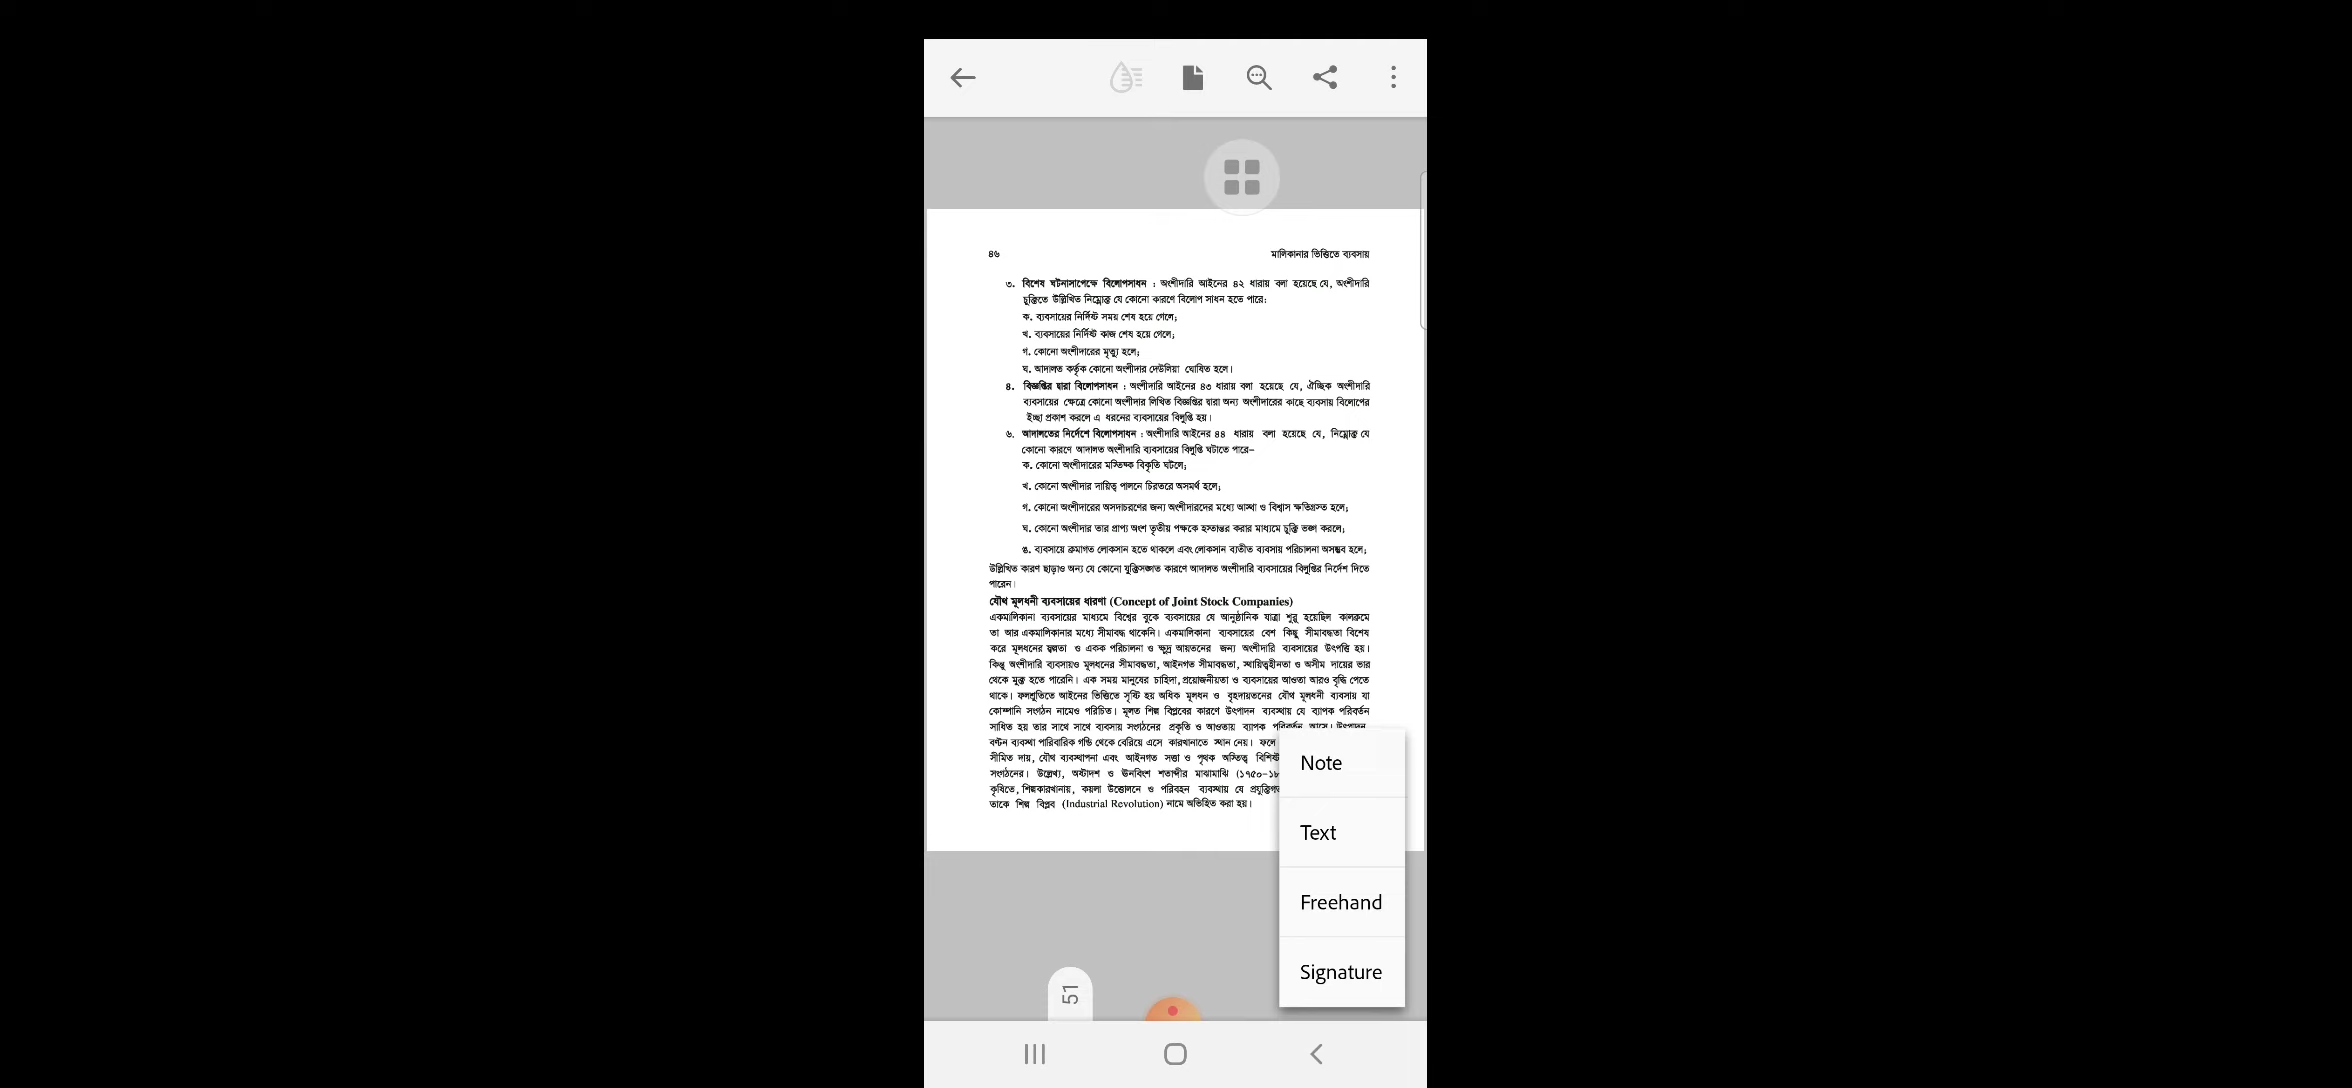 ৪৬ মালিকানার ভিত্তিতে ব্যবসায়
৩. বিশেষ ঘটনাসাপেক্ষে বিলোপসাধন : অংশীদারি আইনের ৪২ ধারায় বলা হয়েছে যে, অংশীদারি
চুক্তিতে উল্লিখিত নিম্নোক্ত যে কোনো কারণে বিলোপ সাধন হতে পারে:
ক. ব্যবসায়ের নির্দিষ্ট সময় শেষ হয়ে গেলে;
খ. ব্যবসায়ের নির্দিষ্ট কাজ শেষ হয়ে গেলে;
গ. কোনো অংশীদারের মৃত্যু হলে;
ঘ. আদালত কর্তৃক কোনো অংশীদার দেউলিয়া ঘোষিত হলে।
৪. বিজ্ঞপ্তির দ্বারা বিলোপসাধন : অংশীদারি আইনের ৪৩ ধারায় বলা হয়েছে যে, ঐচ্ছিক অংশীদারি
ব্যবসায়ের ক্ষেত্রে কোনো অংশীদার লিখিত বিজ্ঞপ্তির দ্বারা অন্য অংশীদারের কাছে ব্যবসায় বিলোপের
ইচ্ছা প্রকাশ করলে এ ধরনের ব্যবসায়ের বিলুপ্তি হয়।
৬. আদালতের নির্দেশে বিলোপসাধন : অংশীদারি আইনের ৪৪ ধারায় বলা হয়েছে যে, নিম্নোক্ত যে
কোনো কারণে আদালত অংশীদারি ব্যবসায়ের বিলুপ্তি ঘটাতে পারে–
ক. কোনো অংশীদারের মস্তিষ্ক বিকৃতি ঘটলে;
খ. কোনো অংশীদার দায়িত্ব পালনে চিরতরে অসমর্থ হলে;
গ. কোনো অংশীদারের অসদাচরণের জন্য অংশীদারদের মধ্যে আস্থা ও বিশ্বাস ক্ষতিগ্রস্ত হলে;
ঘ. কোনো অংশীদার তার প্রাপ্য অংশ তৃতীয় পক্ষকে হস্তান্তর করার মাধ্যমে চুক্তি ভঙ্গ করলে;
ঙ. ব্যবসায়ে ক্রমাগত লোকসান হতে থাকলে এবং লোকসান ব্যতীত ব্যবসায় পরিচালনা অসম্ভব হলে;
উল্লিখিত কারণ ছাড়াও অন্য যে কোনো যুক্তিসঙ্গত কারণে আদালত অংশীদারি ব্যবসায়ের বিলুপ্তির নির্দেশ দিতে
পারেন।
যৌথ মূলধনী ব্যবসায়ের ধারণা (Concept of Joint Stock Companies)
একমালিকানা ব্যবসায়ের মাধ্যমে বিশ্বের বুকে ব্যবসায়ের যে আনুষ্ঠানিক যাত্রা শুরু হয়েছিল কালক্রমে
তা আর একমালিকানার মধ্যে সীমাবদ্ধ থাকেনি। একমালিকানা ব্যবসায়ের বেশ কিছু সীমাবদ্ধতা বিশেষ
করে মূলধনের স্বল্পতা ও একক পরিচালনা ও ক্ষুদ্র আয়তনের জন্য অংশীদারি ব্যবসায়ের উৎপত্তি হয়।
কিন্তু অংশীদারি ব্যবসায়ও মূলধনের সীমাবদ্ধতা, আইনগত সীমাবদ্ধতা, স্থায়িত্বহীনতা ও অসীম দায়ের ভার
থেকে মুক্ত হতে পারেনি। এক সময় মানুষের চাহিদা, প্রয়োজনীয়তা ও ব্যবসায়ের আওতা আরও বৃদ্ধি পেতে
থাকে। ফলশ্রুতিতে আইনের ভিত্তিতে সৃষ্টি হয় অধিক মূলধন ও বৃহদায়তনের যৌথ মূলধনী ব্যবসায় যা
কোম্পানি সংগঠন নামেও পরিচিত। মূলত শিল্প বিপ্লবের কারণে উৎপাদন ব্যবস্থায় যে ব্যাপক পরিবর্তন
সাধিত হয় তার সাথে সাথে ব্যবসায় সংগঠনের প্রকৃতি ও আওতায় ব্যাপক পরিবর্তন আসে। উৎপাদন,
বণ্টন ব্যবস্থা পারিবারিক গন্ডি থেকে বেরিয়ে এসে কারখানাতে স্থান নেয়। ফলে
সীমিত দায়, যৌথ ব্যবস্থাপনা এবং আইনগত সত্তা ও পৃথক অস্তিত্ব বিশিষ্ট
সংগঠনের। উল্লেখ্য, অষ্টাদশ ও ঊনবিংশ শতাব্দীর মাঝামাঝি (১৭৫০–১৮
কৃষিতে, শিল্পকারখানায়, কয়লা উত্তোলনে ও পরিবহন ব্যবস্থায় যে প্রযুক্তিগত
তাকে শিল্প বিপ্লব (Industrial Revolution) নামে অভিহিত করা হয়।
Note
Text
Freehand
Signature
51